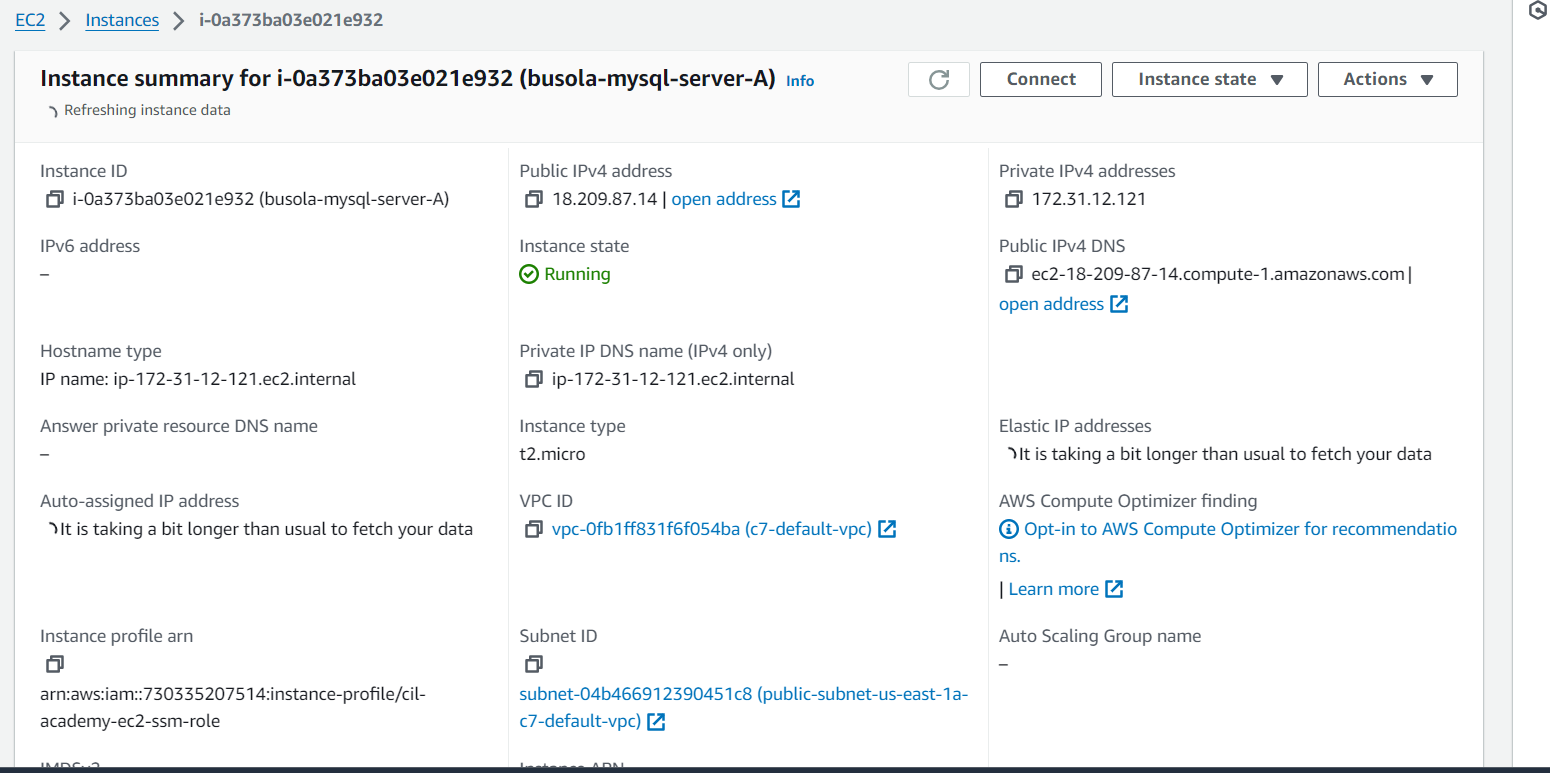 EC2 > Instances > i-0a373ba03e021e932
Instance summary for i-0a373ba03e021e932 (busola-mysql-server-A) Info
Refreshing instance data
Connect
Instance state
Actions
Instance ID
i-0a373ba03e021e932 (busola-mysql-server-A)
Public IPv4 address
18.209.87.14 | open address
Private IPv4 addresses
172.31.12.121
IPv6 address
–
Instance state
Running
Public IPv4 DNS
ec2-18-209-87-14.compute-1.amazonaws.com |
open address
Hostname type
IP name: ip-172-31-12-121.ec2.internal
Private IP DNS name (IPv4 only)
ip-172-31-12-121.ec2.internal
Answer private resource DNS name
–
Instance type
t2.micro
Elastic IP addresses
It is taking a bit longer than usual to fetch your data
Auto-assigned IP address
It is taking a bit longer than usual to fetch your data
VPC ID
vpc-0fb1ff831f6f054ba (c7-default-vpc)
AWS Compute Optimizer finding
Opt-in to AWS Compute Optimizer for recommendatio
ns.
| Learn more
Instance profile arn
arn:aws:iam::730335207514:instance-profile/cil-
academy-ec2-ssm-role
Subnet ID
subnet-04b466912390451c8 (public-subnet-us-east-1a-
c7-default-vpc)
Auto Scaling Group name
–
IMDSv2
Instance ARN